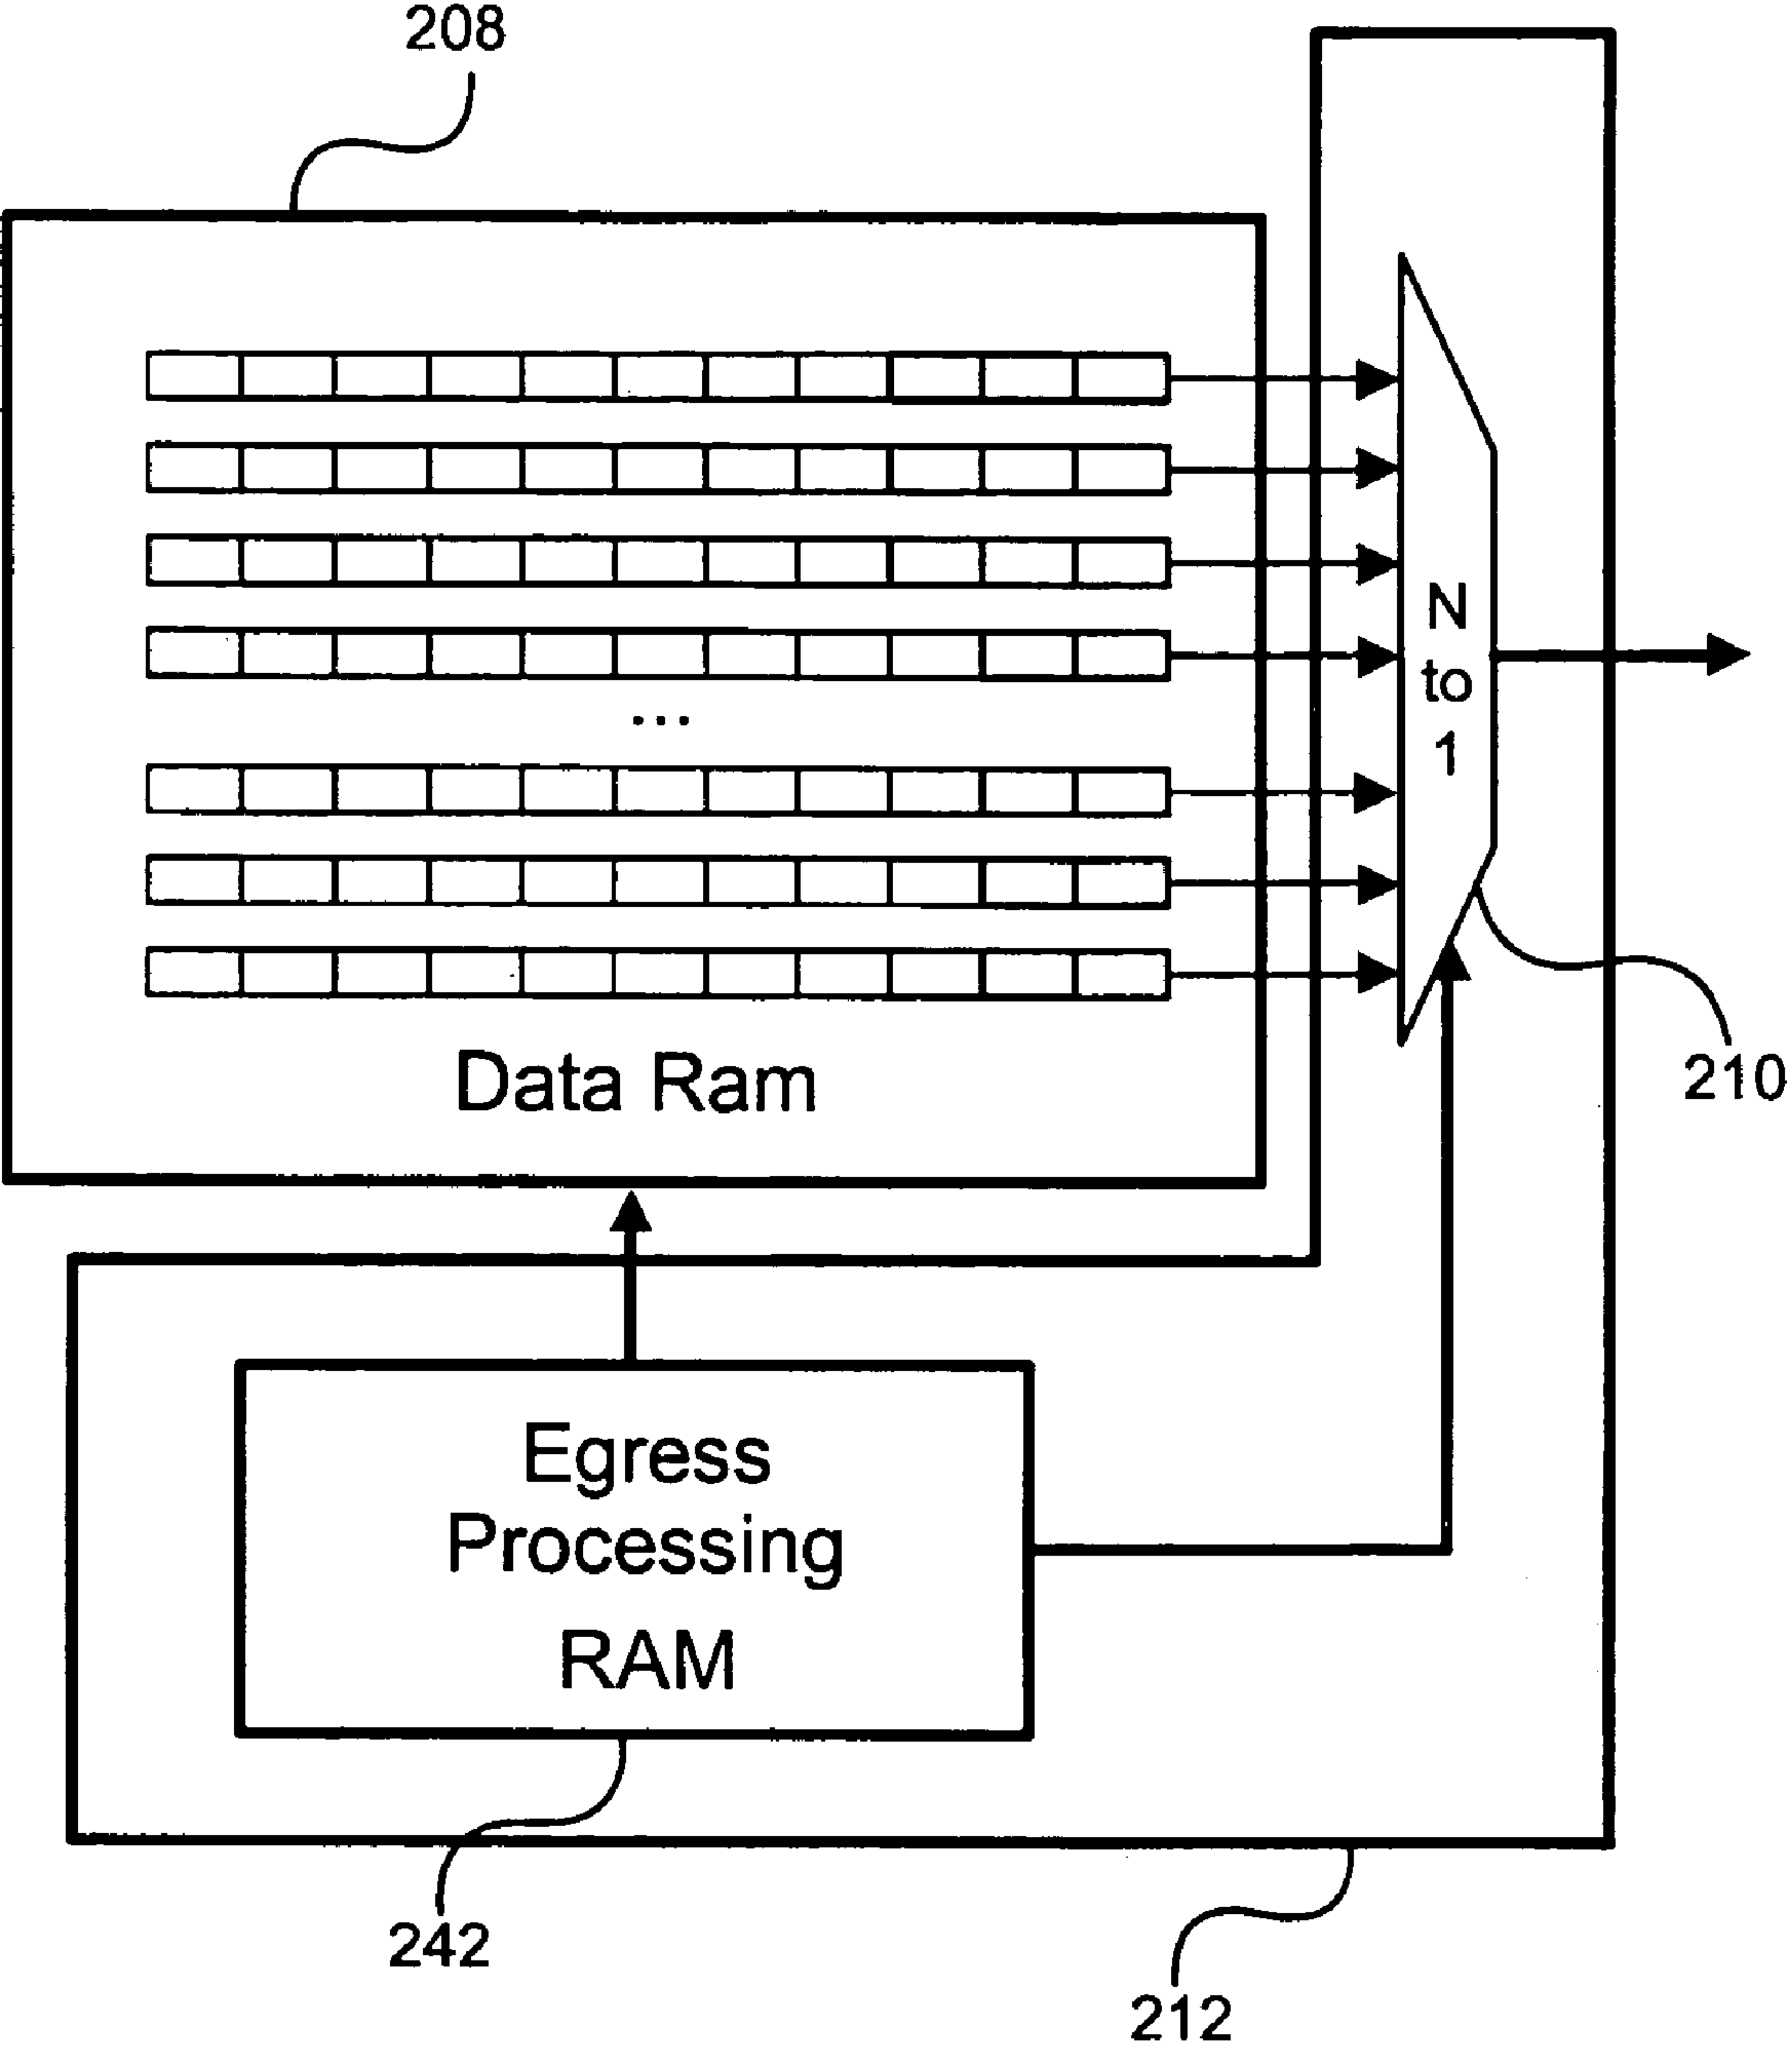 208
N
to
1
...
Data Ram
210
Egress
Processing
RAM
242
212